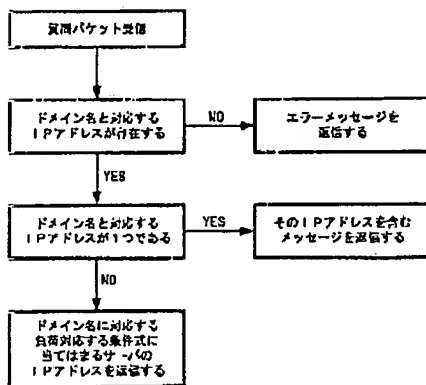 質問パケット受信
ドメイン名と対応する
IPアドレスが存在する
NO
エラーメッセージを
返信する
YES
ドメイン名と対応する
IPアドレスが1つである
YES
そのIPアドレスを含む
メッセージを返信する
NO
ドメイン名に対応する
負荷対応する条件式に
当てはまるサーバの
IPアドレスを返信する